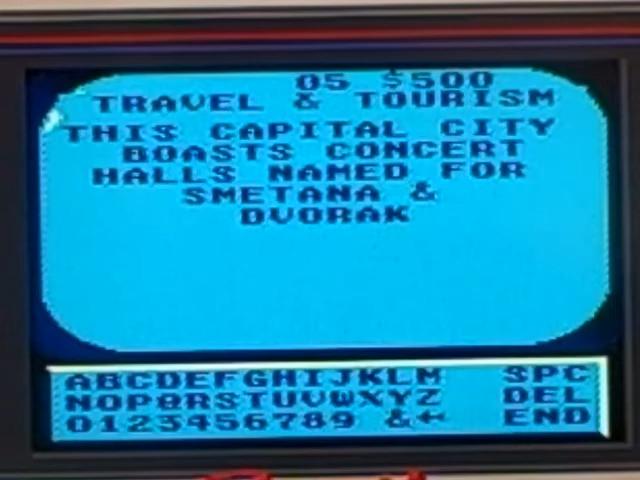 05 $500
TRAVEL & TOURISM
THIS CAPITAL CITY
BOASTS CONCERT
HALLS NAMED FOR
SMETANA &
DVORAK
ABCDEFGHIJKLM SPC
NOPQRSTUVWXYZ DEL
0123456789 &← END